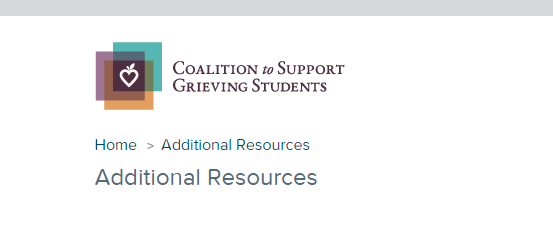 COALITION to SUPPORT
GRIEVING STUDENTS
Home > Additional Resources
Additional Resources